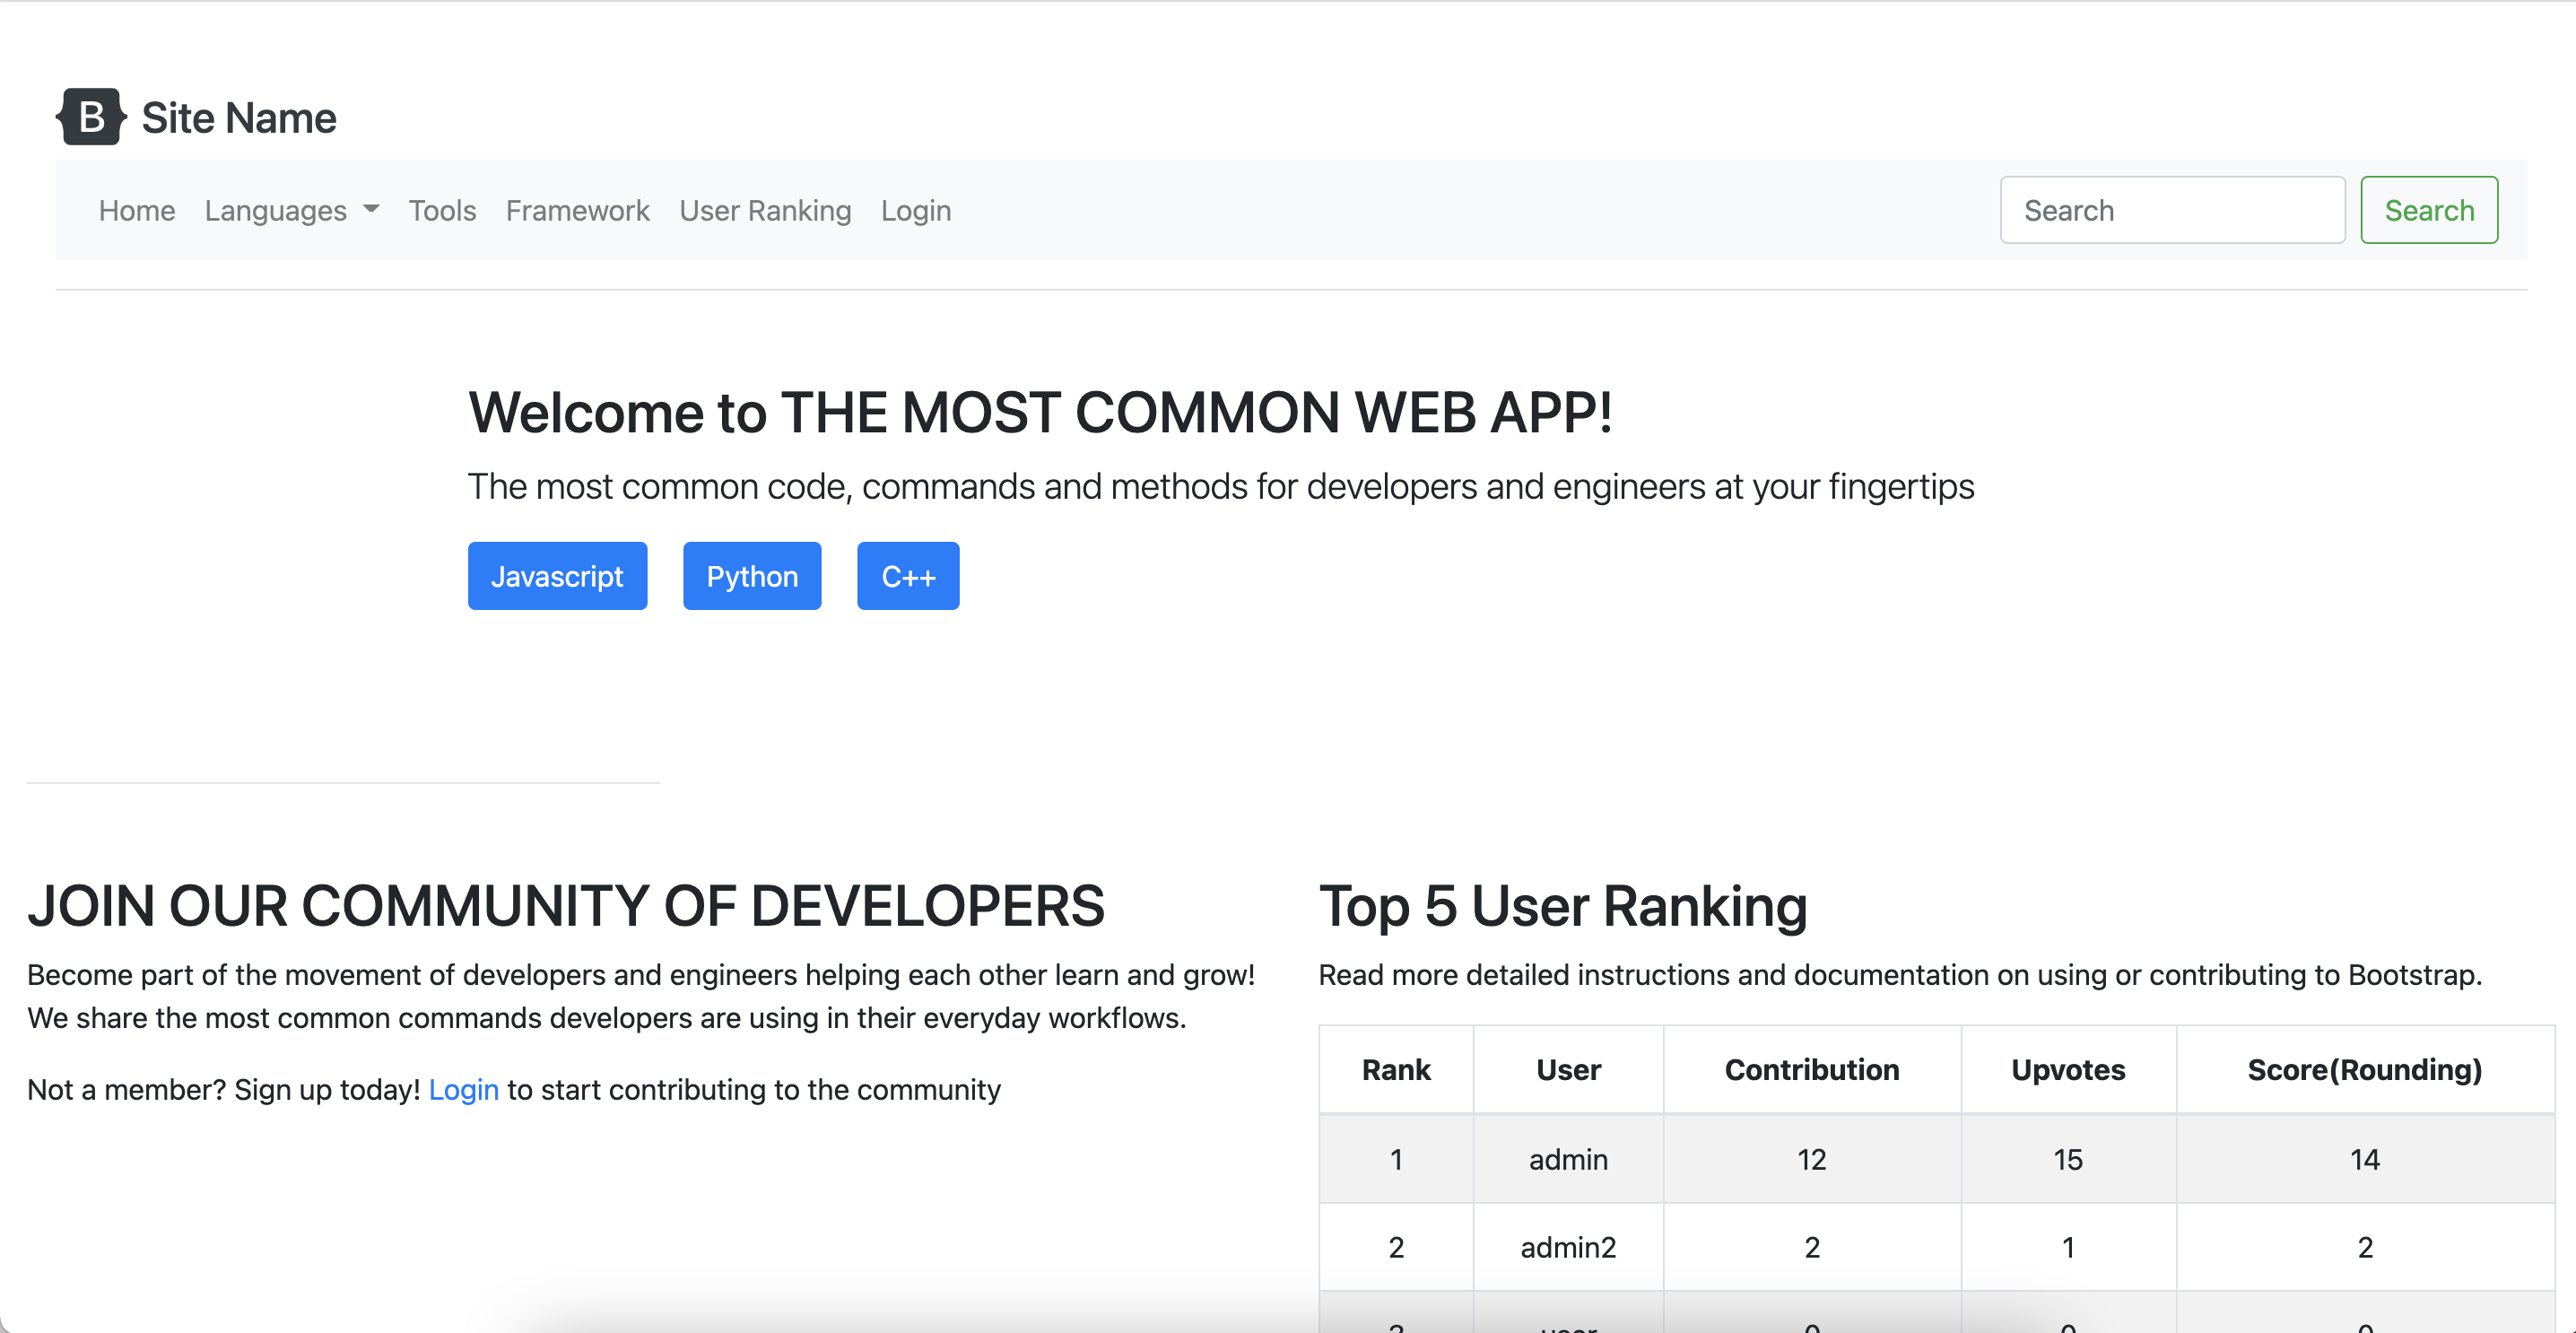 B Site Name
Home Languages Tools Framework User Ranking Login Search Search
Welcome to THE MOST COMMON WEB APP!
The most common code, commands and methods for developers and engineers at your fingertips
Javascript Python C++
JOIN OUR COMMUNITY OF DEVELOPERS
Become part of the movement of developers and engineers helping each other learn and grow!
We share the most common commands developers are using in their everyday workflows.
Not a member? Sign up today! Login to start contributing to the community
Top 5 User Ranking
Read more detailed instructions and documentation on using or contributing to Bootstrap.
Rank User Contribution Upvotes Score(Rounding)
1 admin 12 15 14
2 admin2 2 1 2